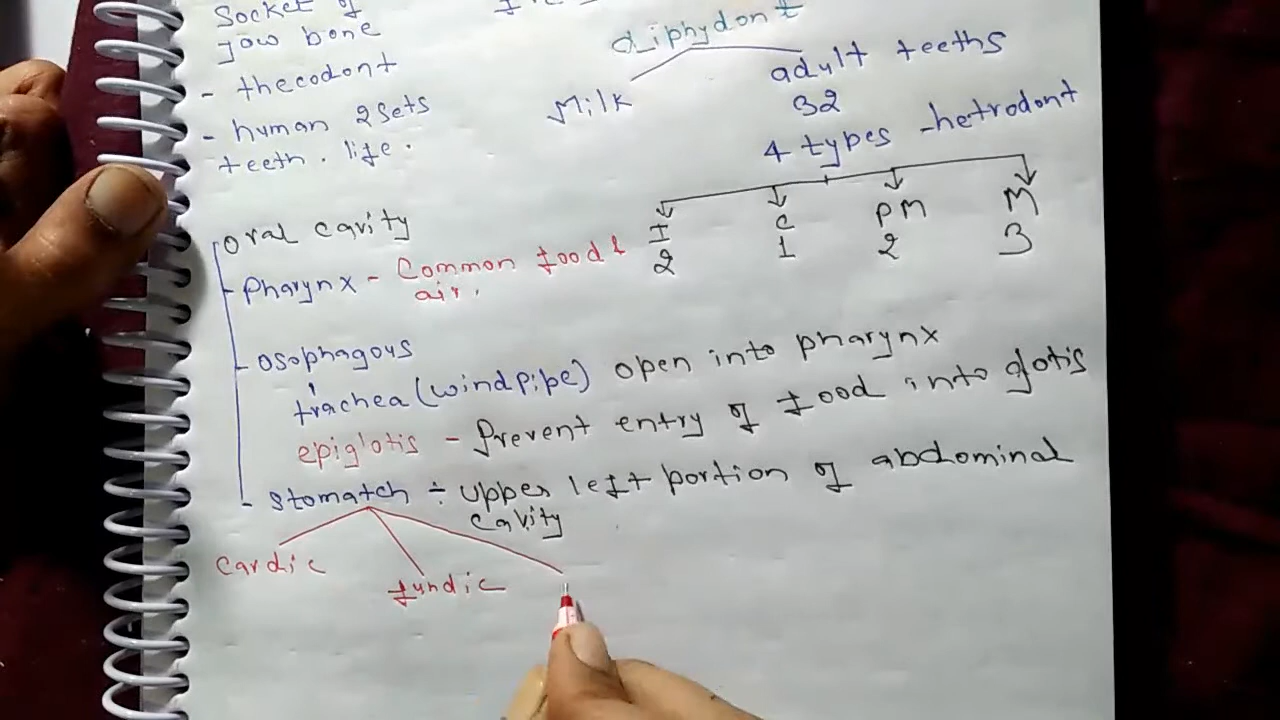 Socket of
jow bone
- thecodont
- human 2 sets
teeth. life.
diphydont
Milk
adult teeths
32
4 types - hetrodont
I C PM M
2 1 2 3
oral cavity
- Pharynx - Common food &
air.
- osophagous
trachea (windpipe) open into pharynx
epiglotis - Prevent entry of food into glotis
- Stomatch ÷ upper left portion of abdominal
cavity
Cardic
fundic